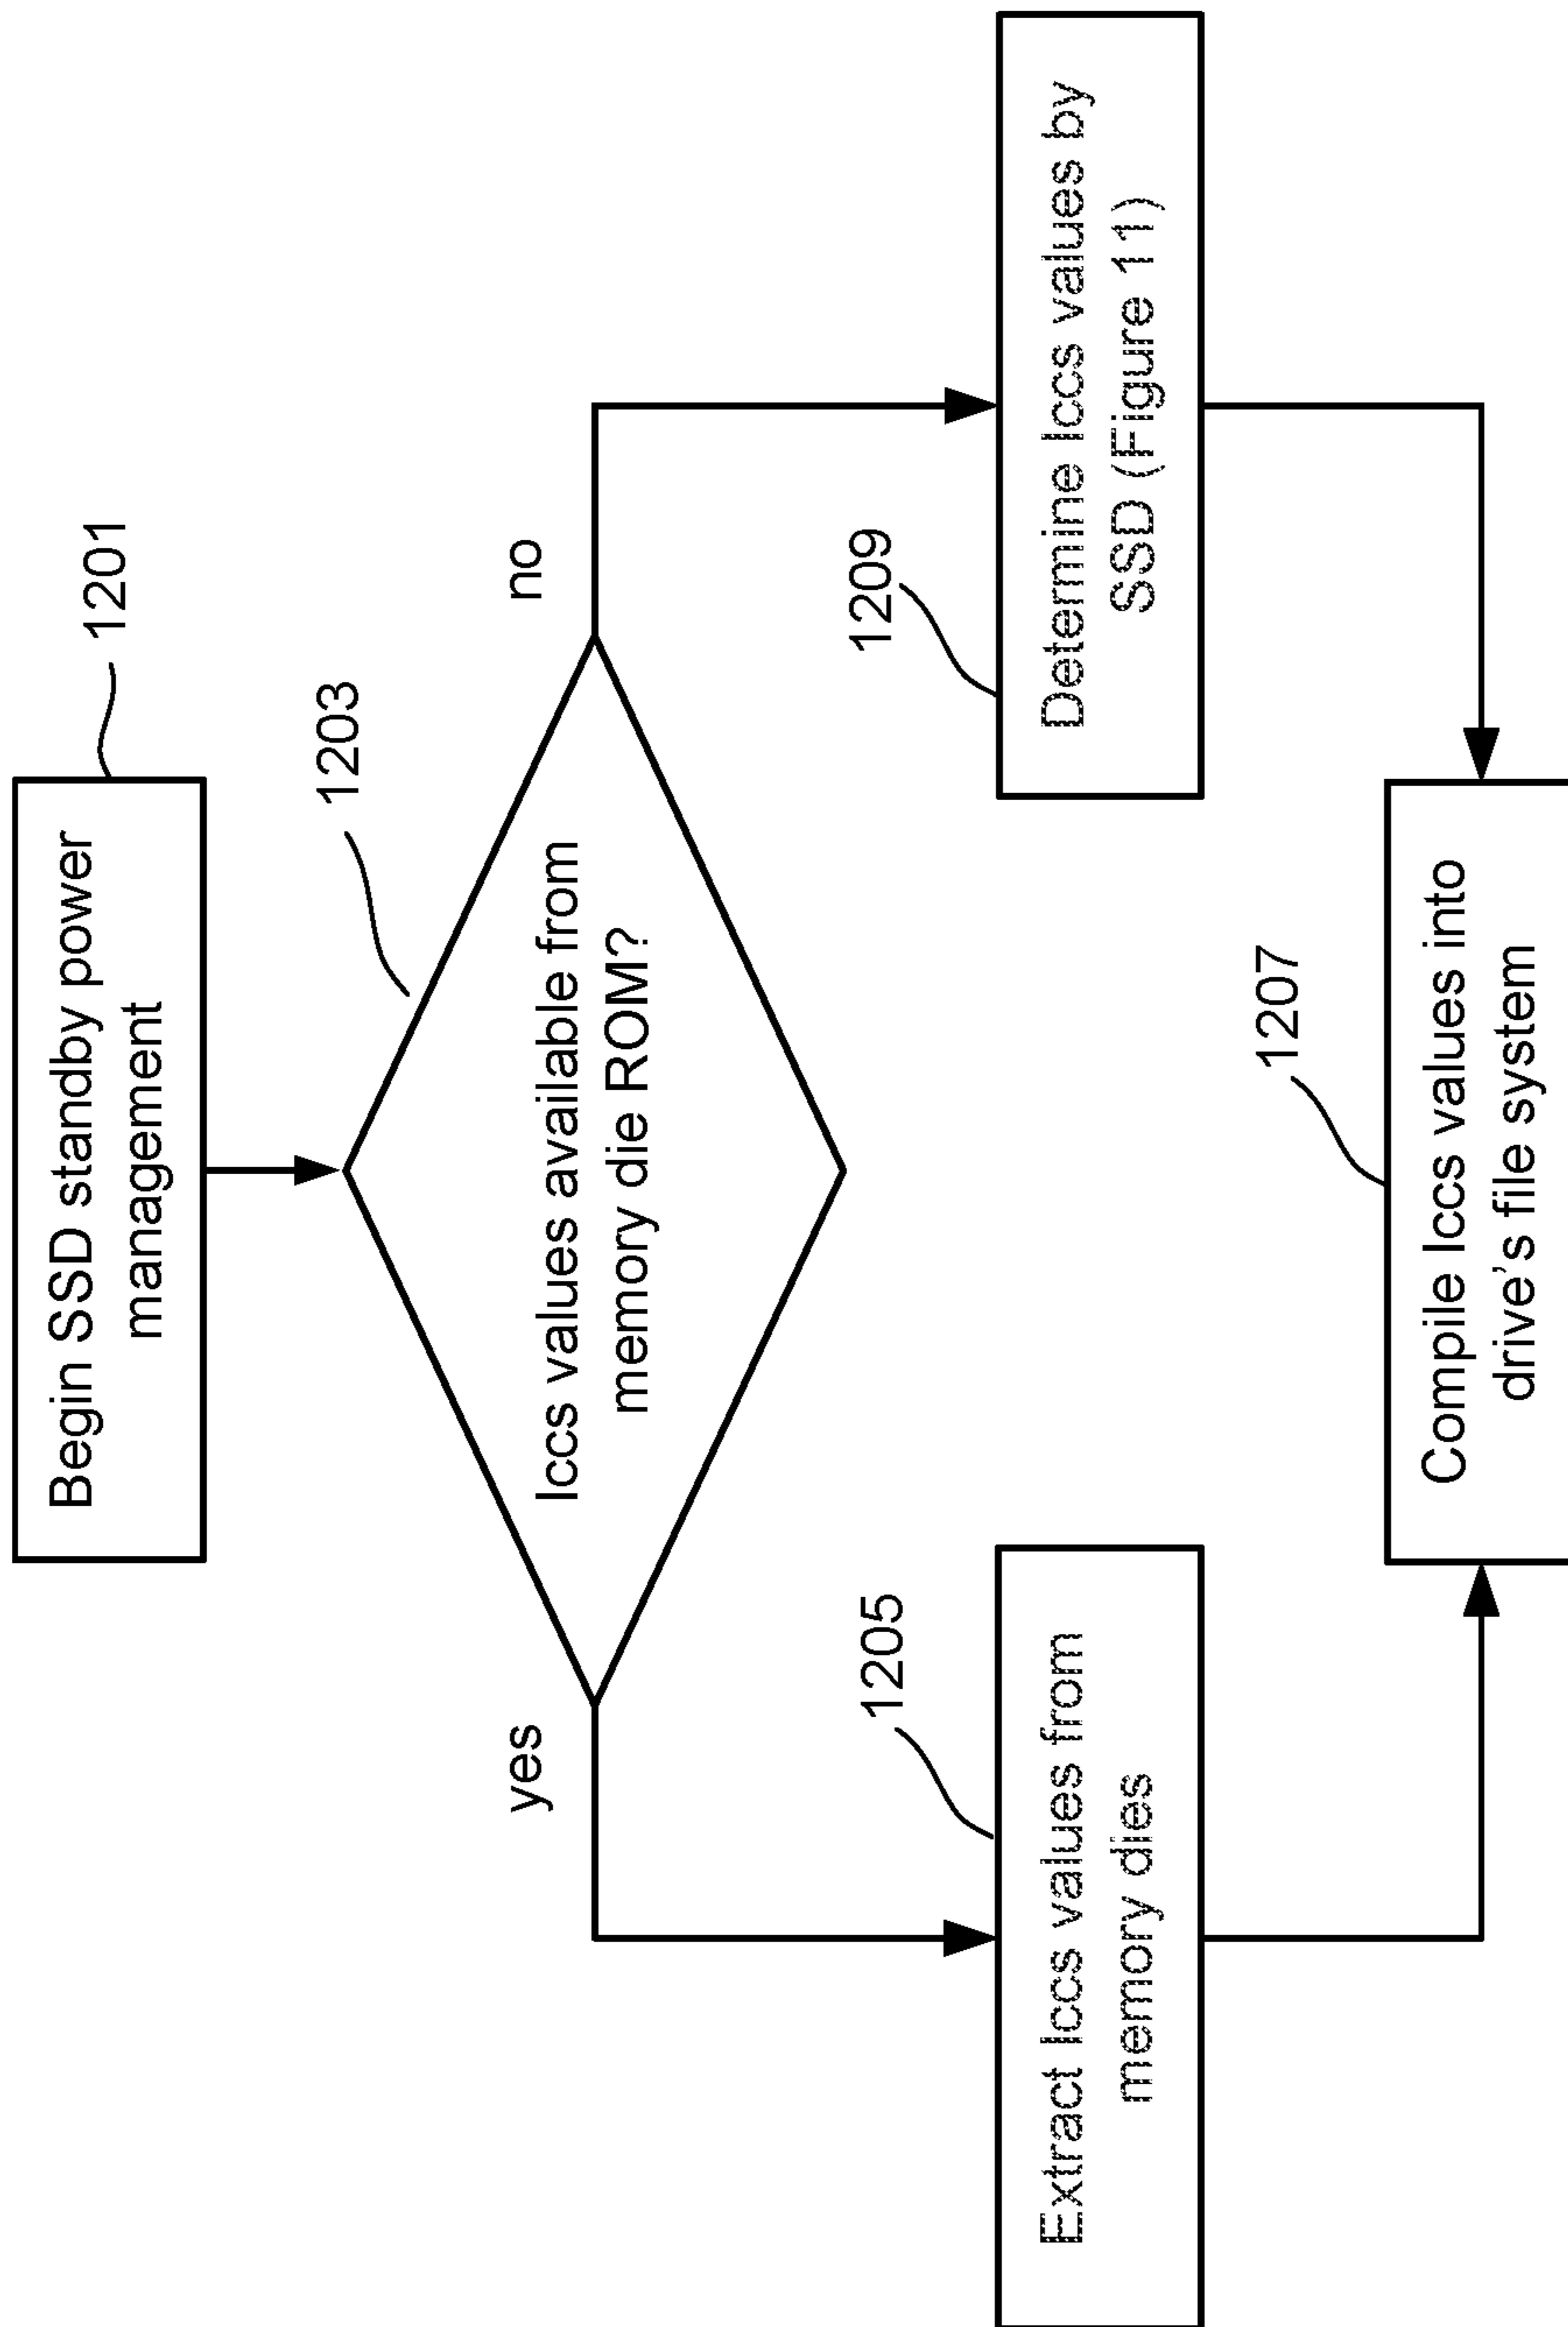 Begin SSD standby power
management
1201
1203
Iccs values available from
memory die ROM?
yes
no
1205
Extract Iccs values from
memory dies
1209
Determine Iccs values by
SSD (Figure 11)
1207
Compile Iccs values into
drive's file system